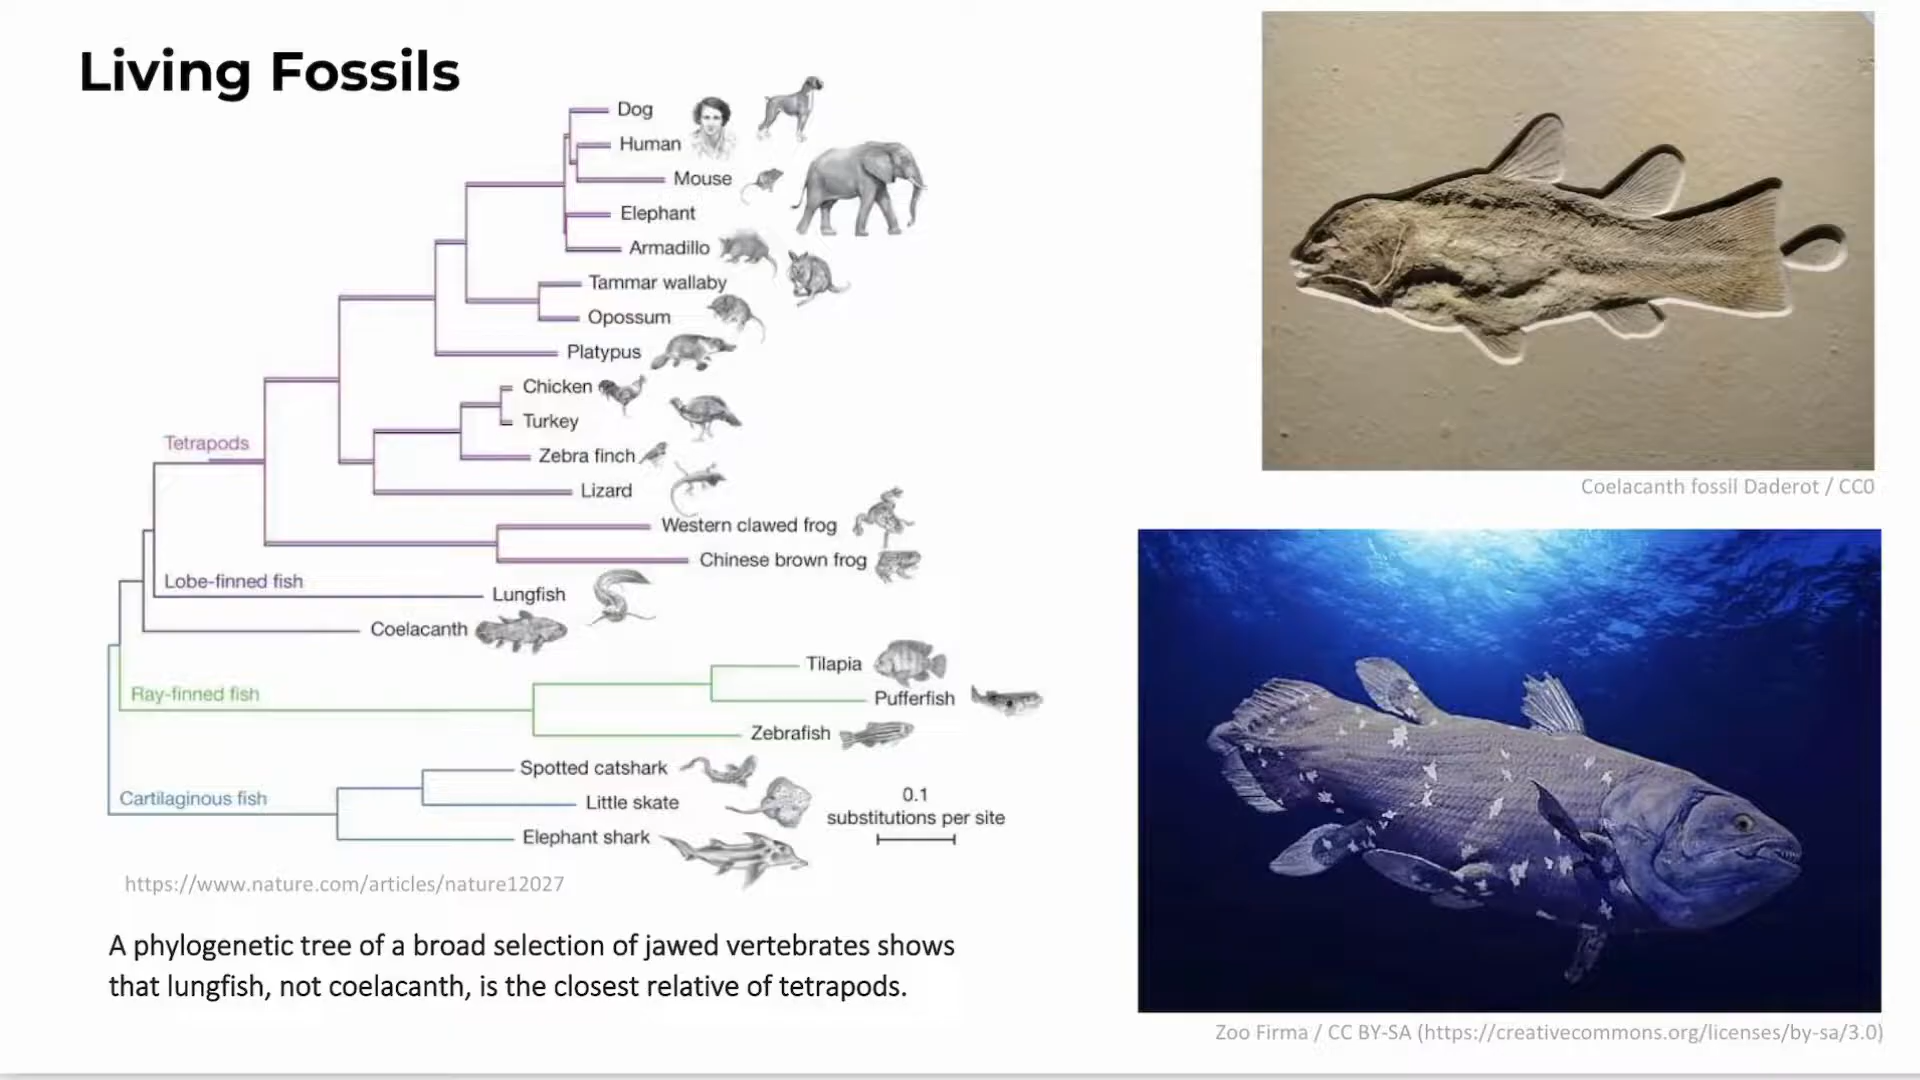 Living Fossils
Dog
Human
Mouse
Elephant
Armadillo
Tammar wallaby
Opossum
Platypus
Chicken
Turkey
Zebra finch
Lizard
Western clawed frog
Chinese brown frog
Tetrapods
Lobe-finned fish
Lungfish
Coelacanth
Tilapia
Pufferfish
Zebrafish
Ray-finned fish
Spotted catshark
Little skate
Elephant shark
Cartilaginous fish
0.1
substitutions per site
https://www.nature.com/articles/nature12027
A phylogenetic tree of a broad selection of jawed vertebrates shows
that lungfish, not coelacanth, is the closest relative of tetrapods.
Coelacanth fossil Daderot / CC0
Zoo Firma / CC BY-SA (https://creativecommons.org/licenses/by-sa/3.0)